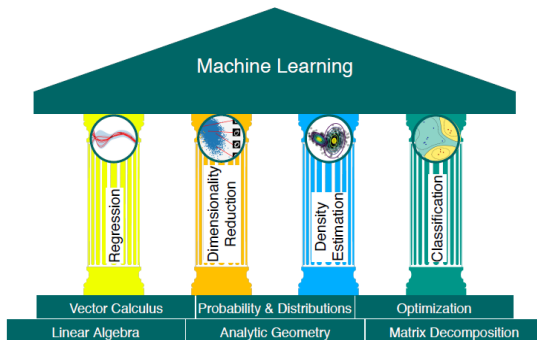 Machine Learning
Regression
Dimensionality
Reduction
Density
Estimation
Classification
Vector Calculus
Probability & Distributions
Optimization
Linear Algebra
Analytic Geometry
Matrix Decomposition